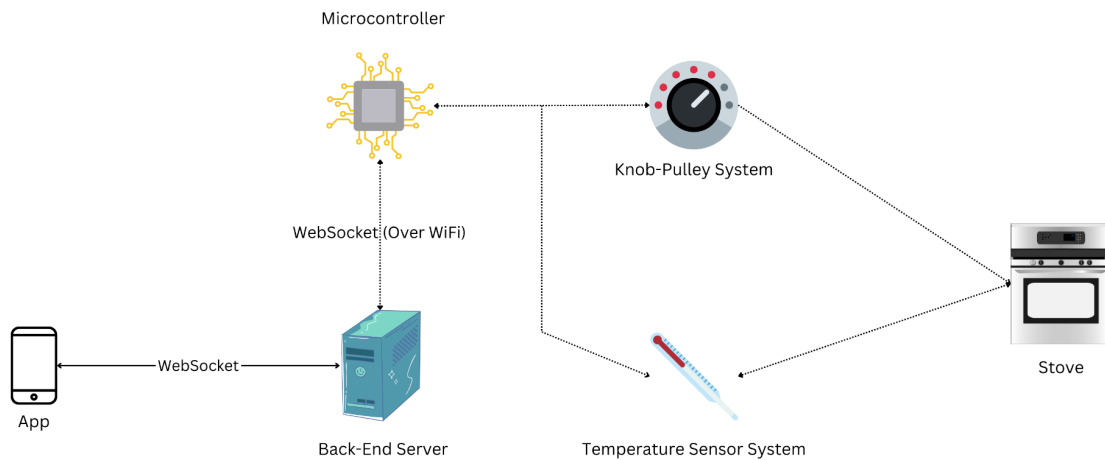 Microcontroller
Knob-Pulley System
WebSocket (Over WiFi)
WebSocket
App
Stove
Back-End Server
Temperature Sensor System